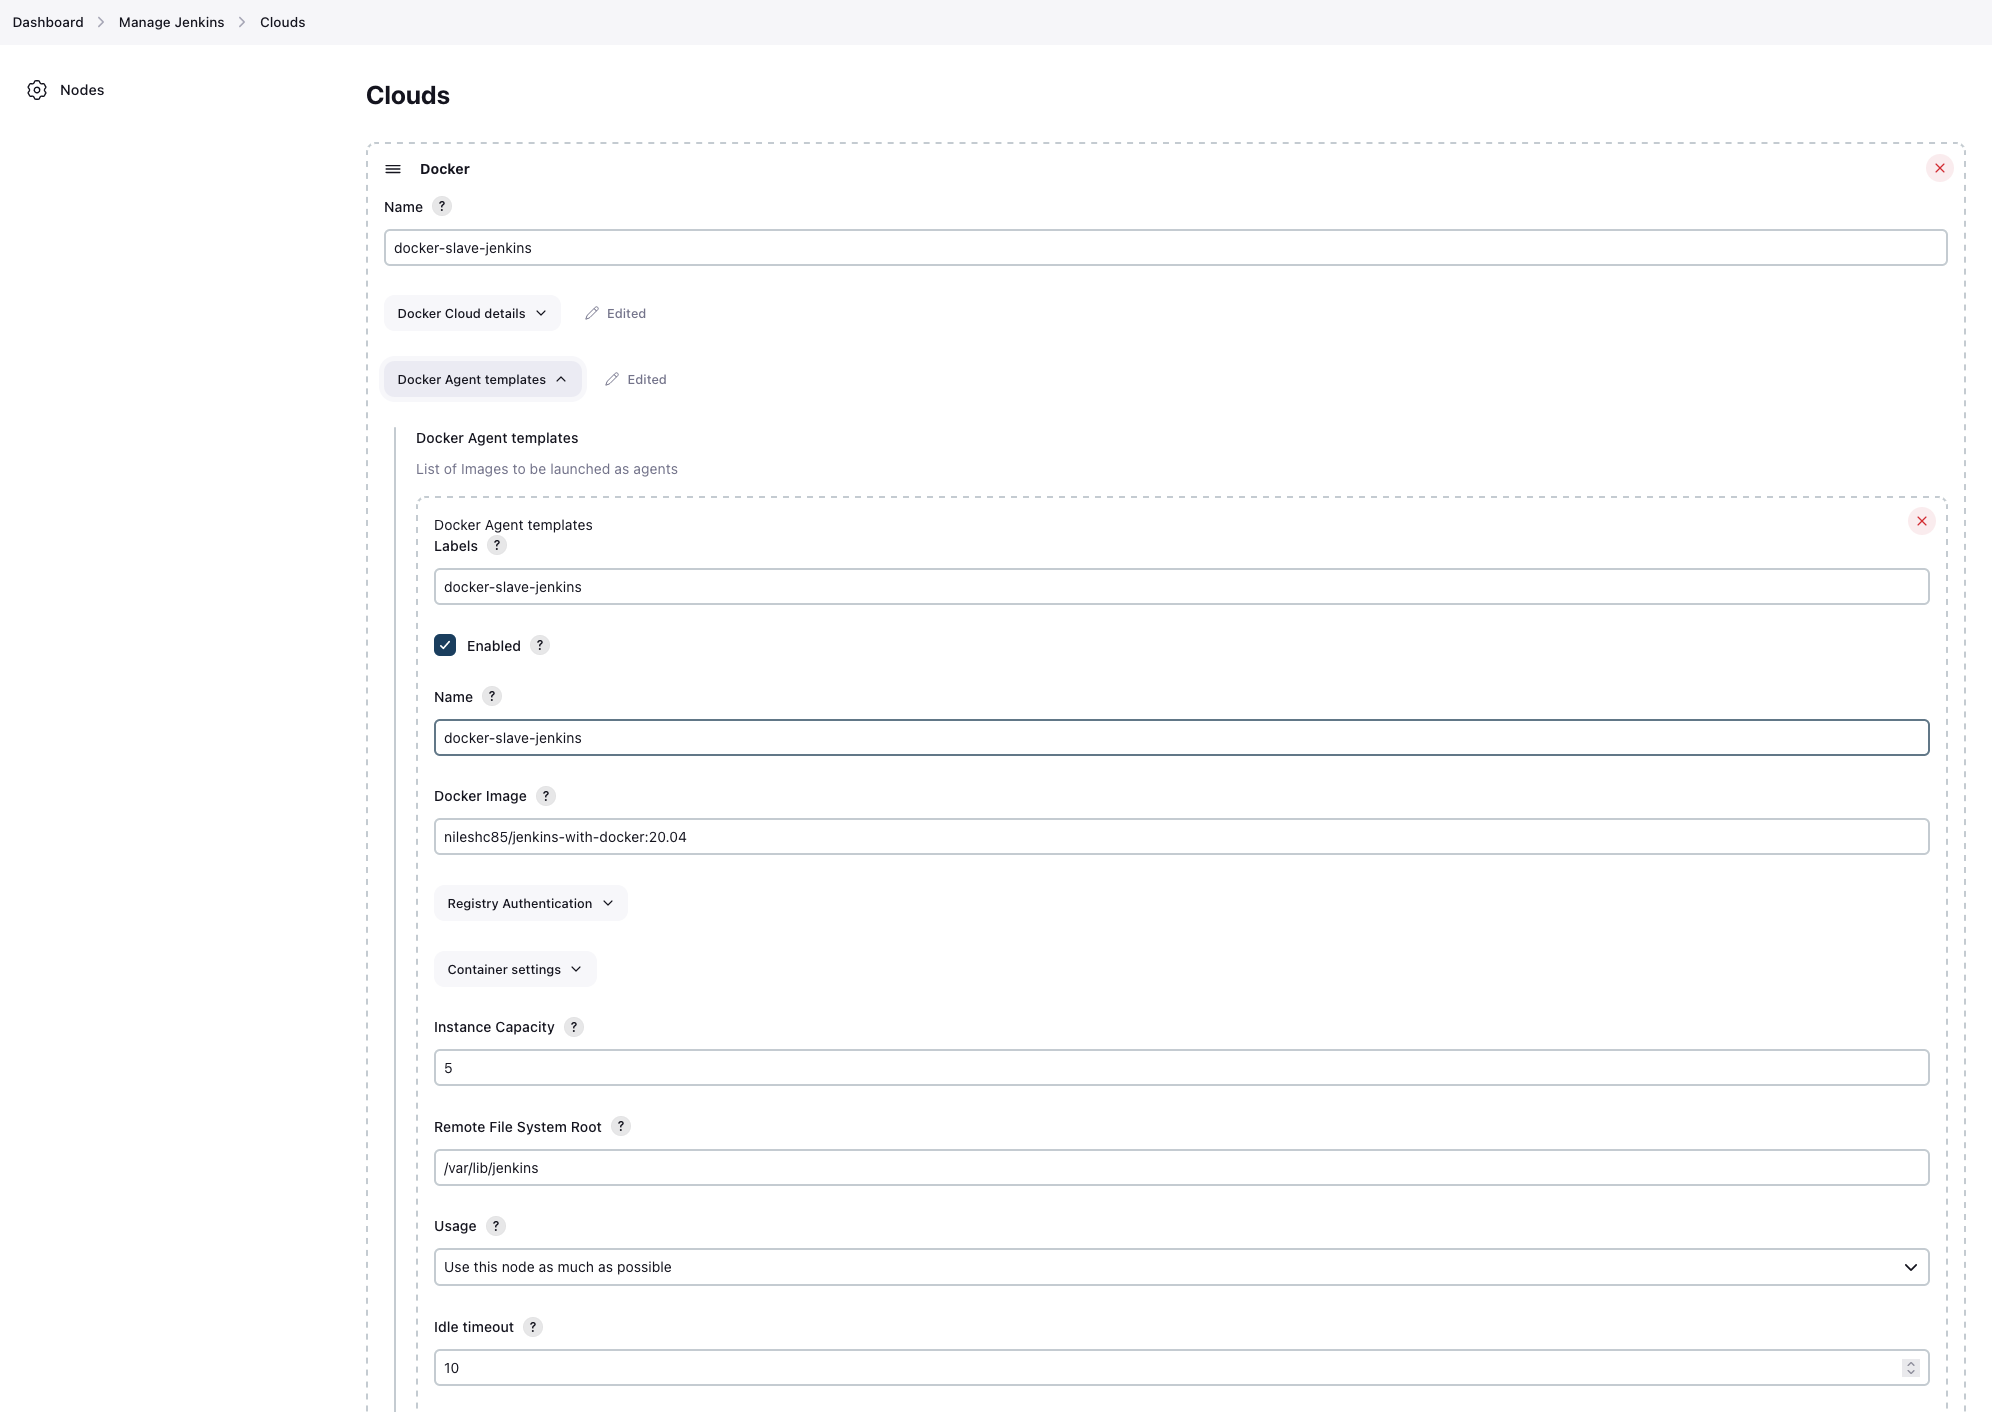 Dashboard > Manage Jenkins > Clouds
Nodes
Clouds
Docker
Name ?
docker-slave-jenkins
Docker Cloud details Edited
Docker Agent templates Edited
Docker Agent templates
List of Images to be launched as agents
Docker Agent templates
Labels ?
docker-slave-jenkins
Enabled ?
Name ?
docker-slave-jenkins
Docker Image ?
nileshc85/jenkins-with-docker:20.04
Registry Authentication
Container settings
Instance Capacity ?
5
Remote File System Root ?
/var/lib/jenkins
Usage ?
Use this node as much as possible
Idle timeout ?
10